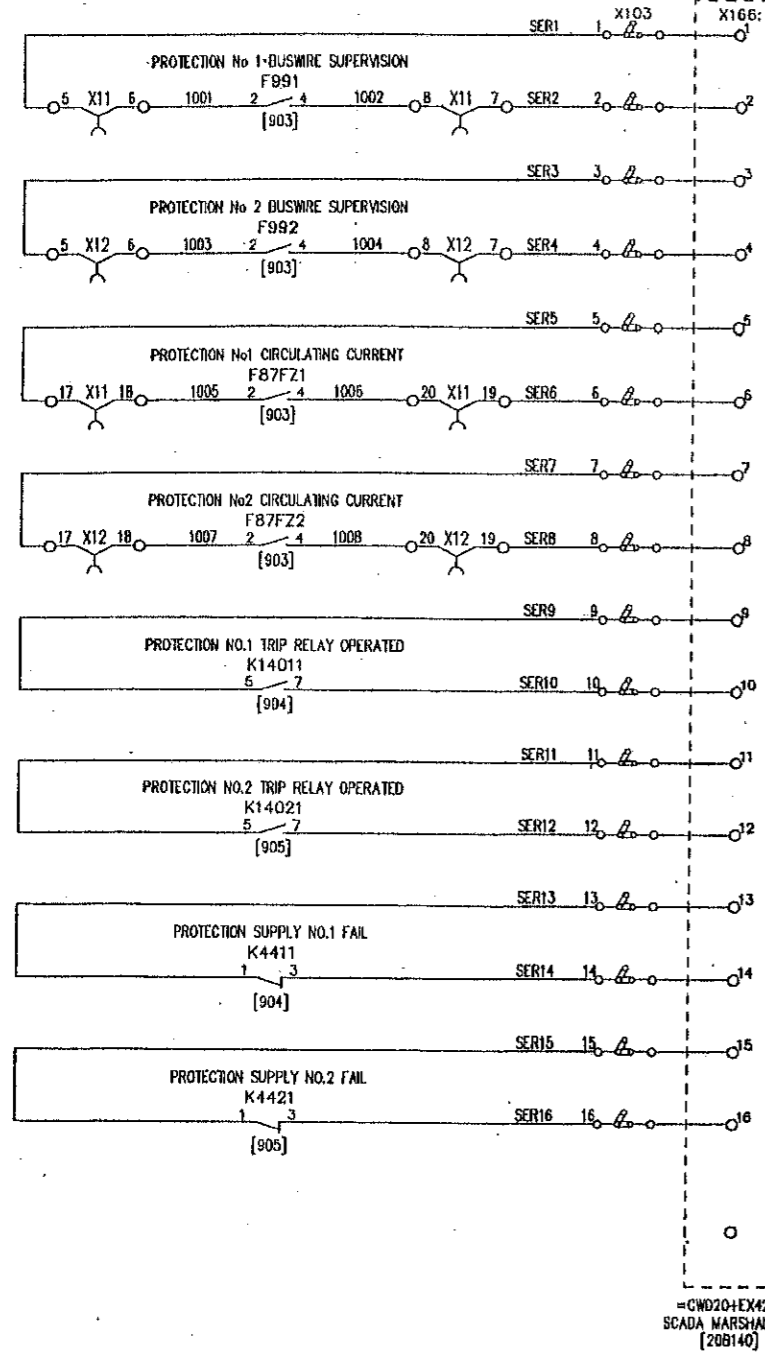 X103 X166:
SER1 1 1
PROTECTION No 1 BUSWIRE SUPERVISION
F991
5 X11 6 1001 2 4 1002 8 X11 7 SER2 2 2
[903]
SER3 3 3
PROTECTION No 2 BUSWIRE SUPERVISION
F992
5 X12 6 1003 2 4 1004 8 X12 7 SER4 4 4
[903]
SER5 5 5
PROTECTION No1 CIRCULATING CURRENT
F87FZ1
17 X11 18 1005 2 4 1006 20 X11 19 SER6 6 6
[903]
SER7 7 7
PROTECTION No2 CIRCULATING CURRENT
F87FZ2
17 X12 18 1007 2 4 1008 20 X12 19 SER8 8 8
[903]
SER9 9 9
PROTECTION NO.1 TRIP RELAY OPERATED
K14011
5 7 SER10 10 10
[904]
SER11 11 11
PROTECTION NO.2 TRIP RELAY OPERATED
K14021
5 7 SER12 12 12
[905]
SER13 13 13
PROTECTION SUPPLY NO.1 FAIL
K4411
1 3 SER14 14 14
[904]
SER15 15 15
PROTECTION SUPPLY NO.2 FAIL
K4421
1 3 SER16 16 16
[905]
=CWD20+EX42
SCADA MARSHA
[20B140]